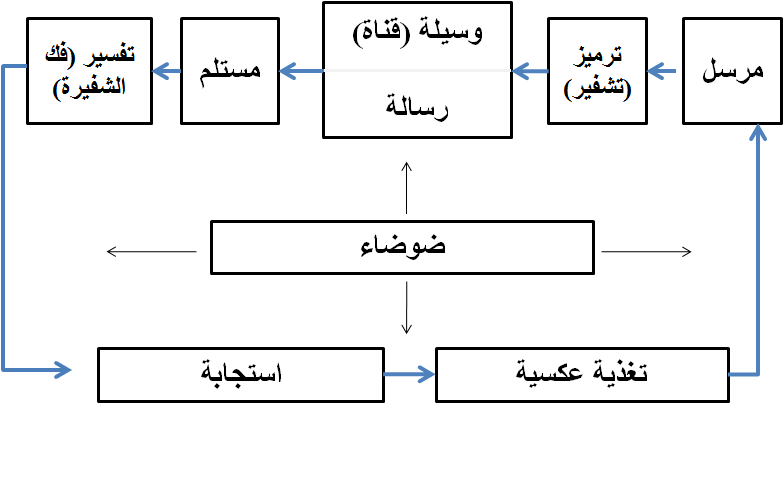 مرسل
ترميز
(تشفير)
وسيلة (قناة)
رسالة
مستلم
تفسير (فك
الشفيرة)
ضوضاء
استجابة
تغذية عكسية